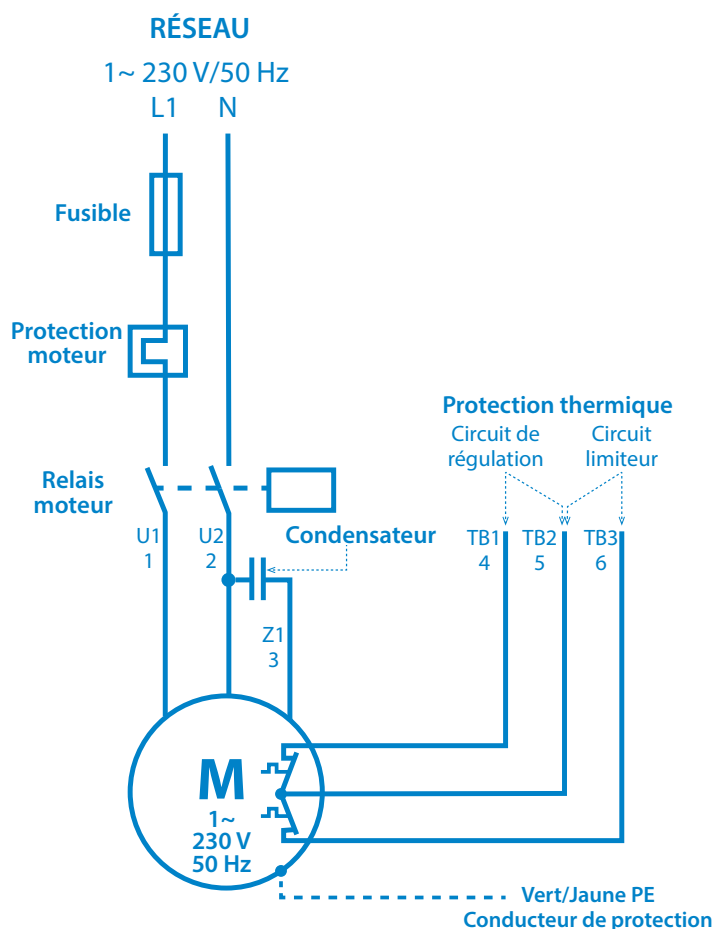 RÉSEAU
1~ 230 V/50 Hz
L1 N
Fusible
Protection
moteur
Relais
moteur
U1
1
U2
2
Condensateur
Z1
3
Protection thermique
Circuit de
régulation
Circuit
limiteur
TB1
4
TB2
5
TB3
6
M
1~
230 V
50 Hz
Vert/Jaune PE
Conducteur de protection